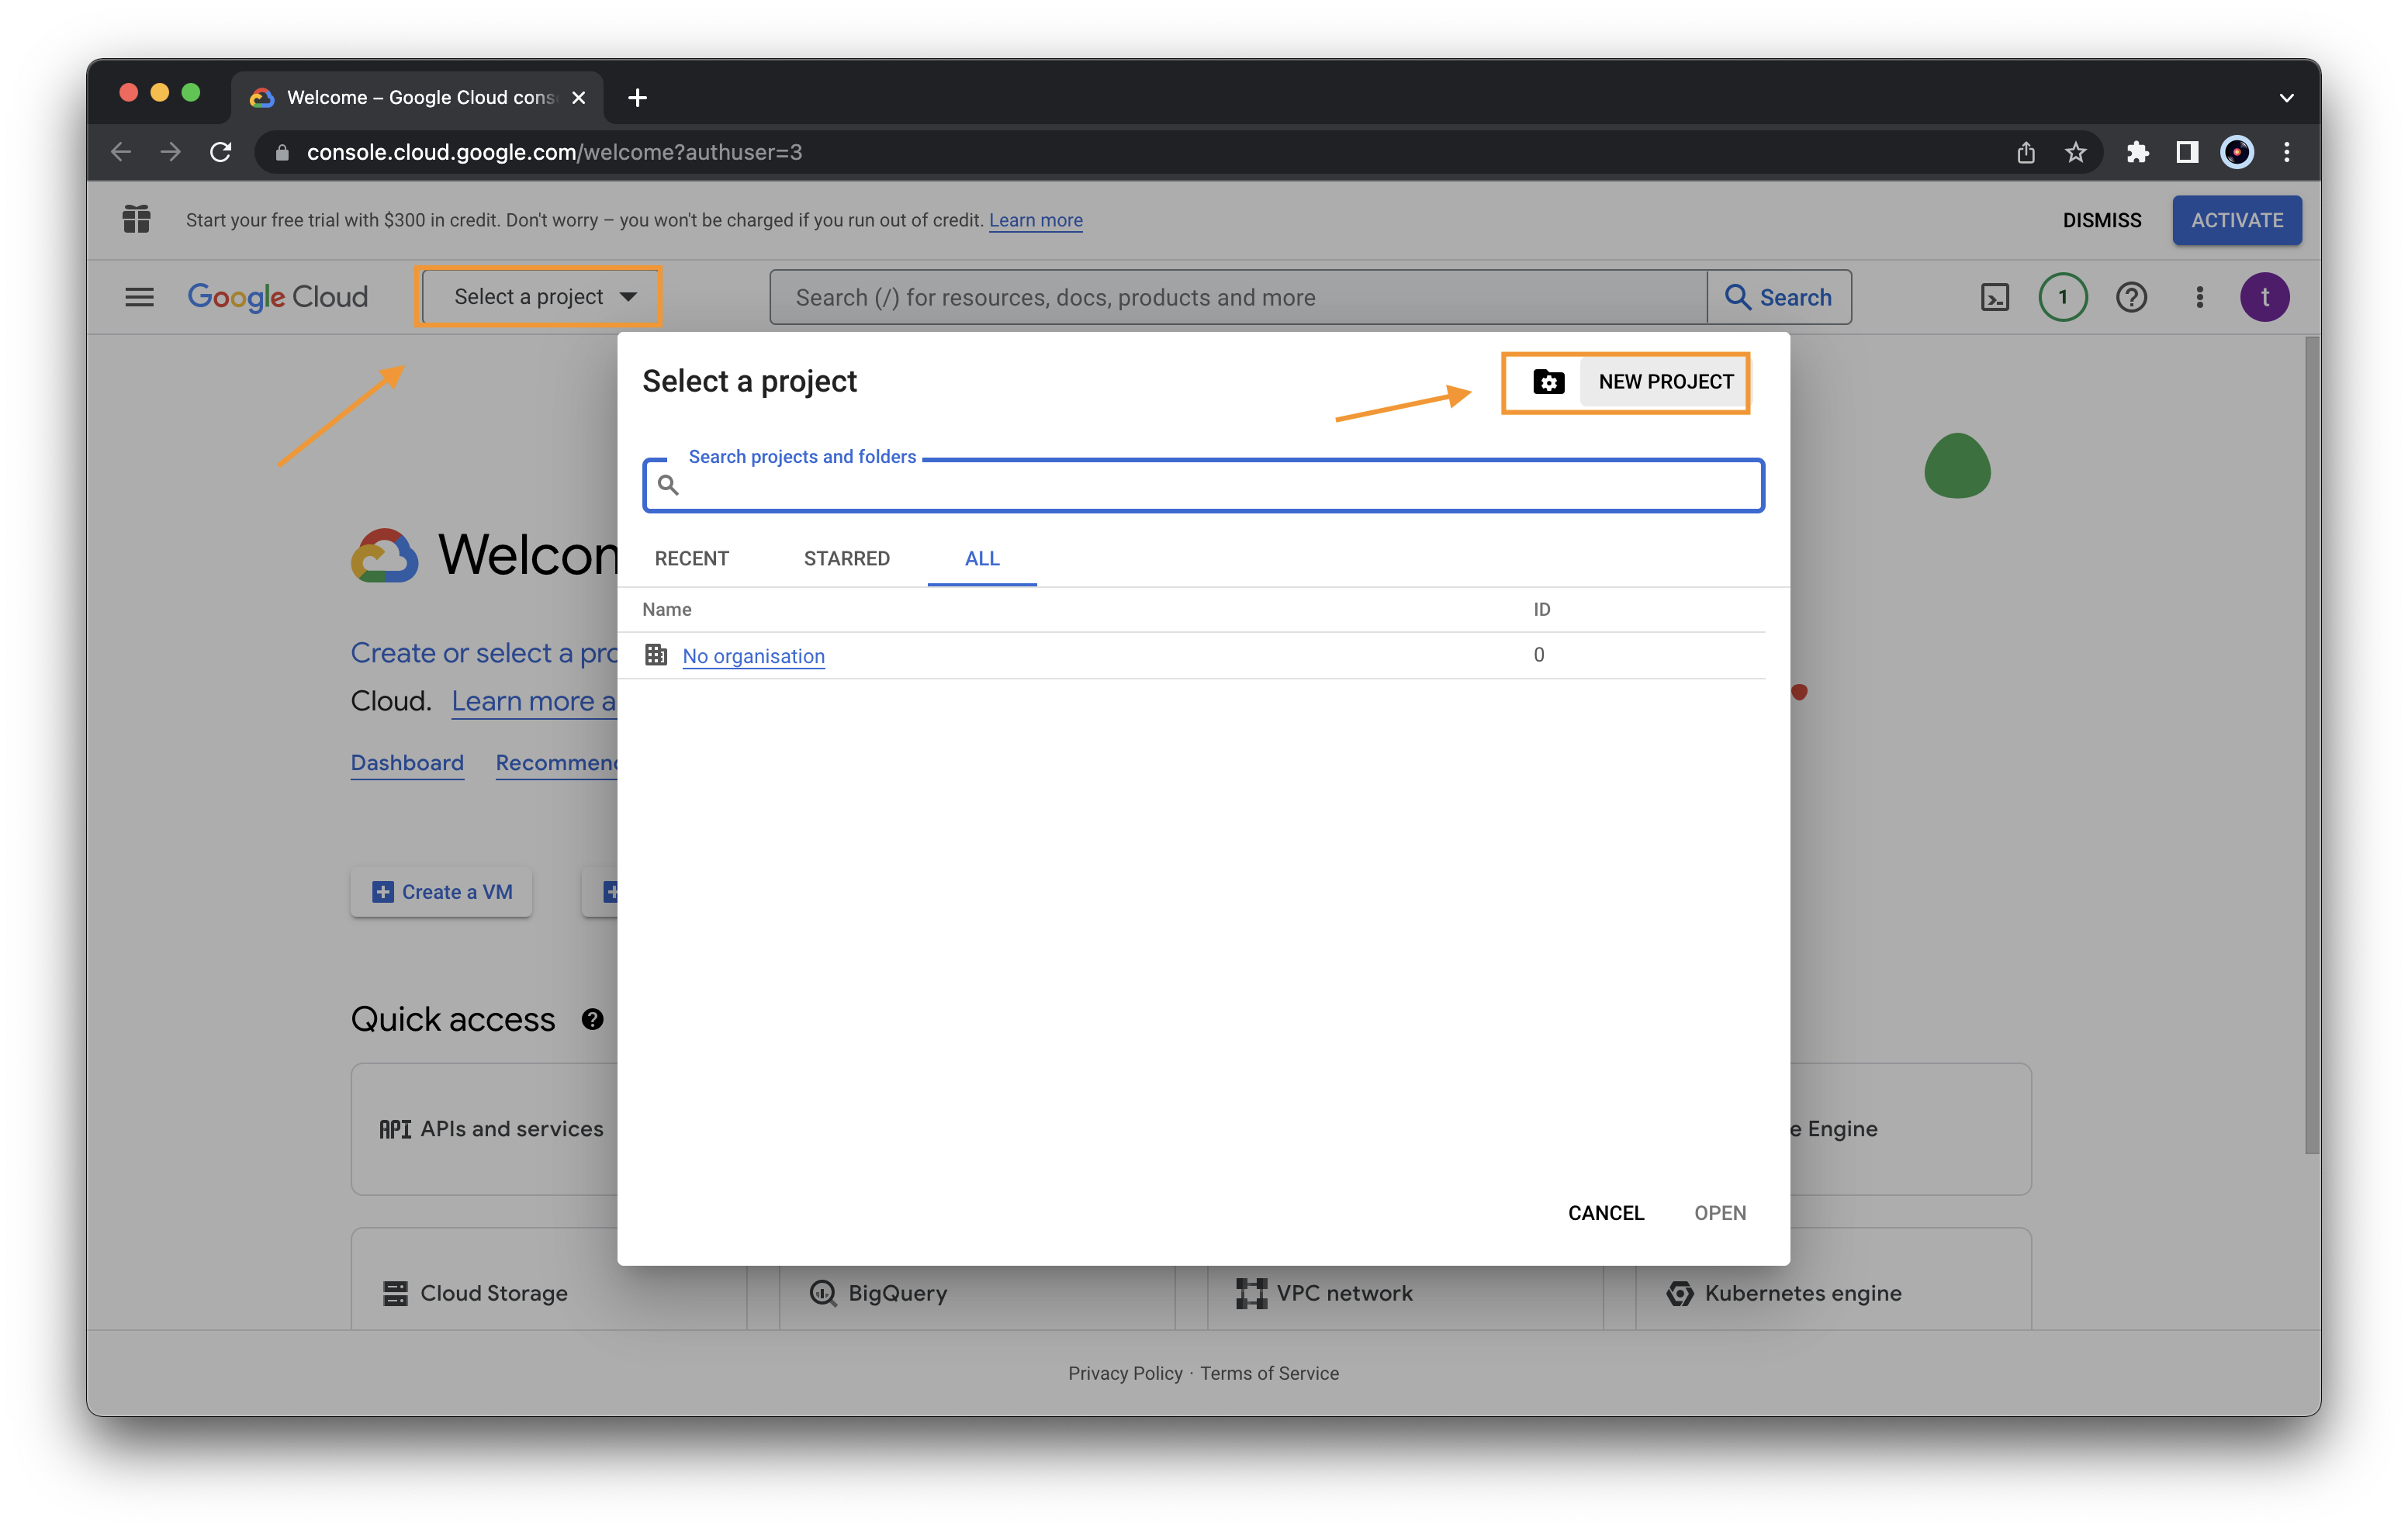 Welcome – Google Cloud cons
console.cloud.google.com/welcome?authuser=3
Start your free trial with $300 in credit. Don't worry – you won't be charged if you run out of credit. Learn more
DISMISS
ACTIVATE
Google Cloud
Select a project
Search (/) for resources, docs, products and more
Search
1
t
Select a project
NEW PROJECT
Search projects and folders
RECENT
STARRED
ALL
Name
ID
No organisation
0
CANCEL
OPEN
Welcom
Create or select a pro
Cloud. Learn more a
Dashboard
Recommend
Create a VM
Quick access
API APIs and services
e Engine
Cloud Storage
BigQuery
VPC network
Kubernetes engine
Privacy Policy · Terms of Service